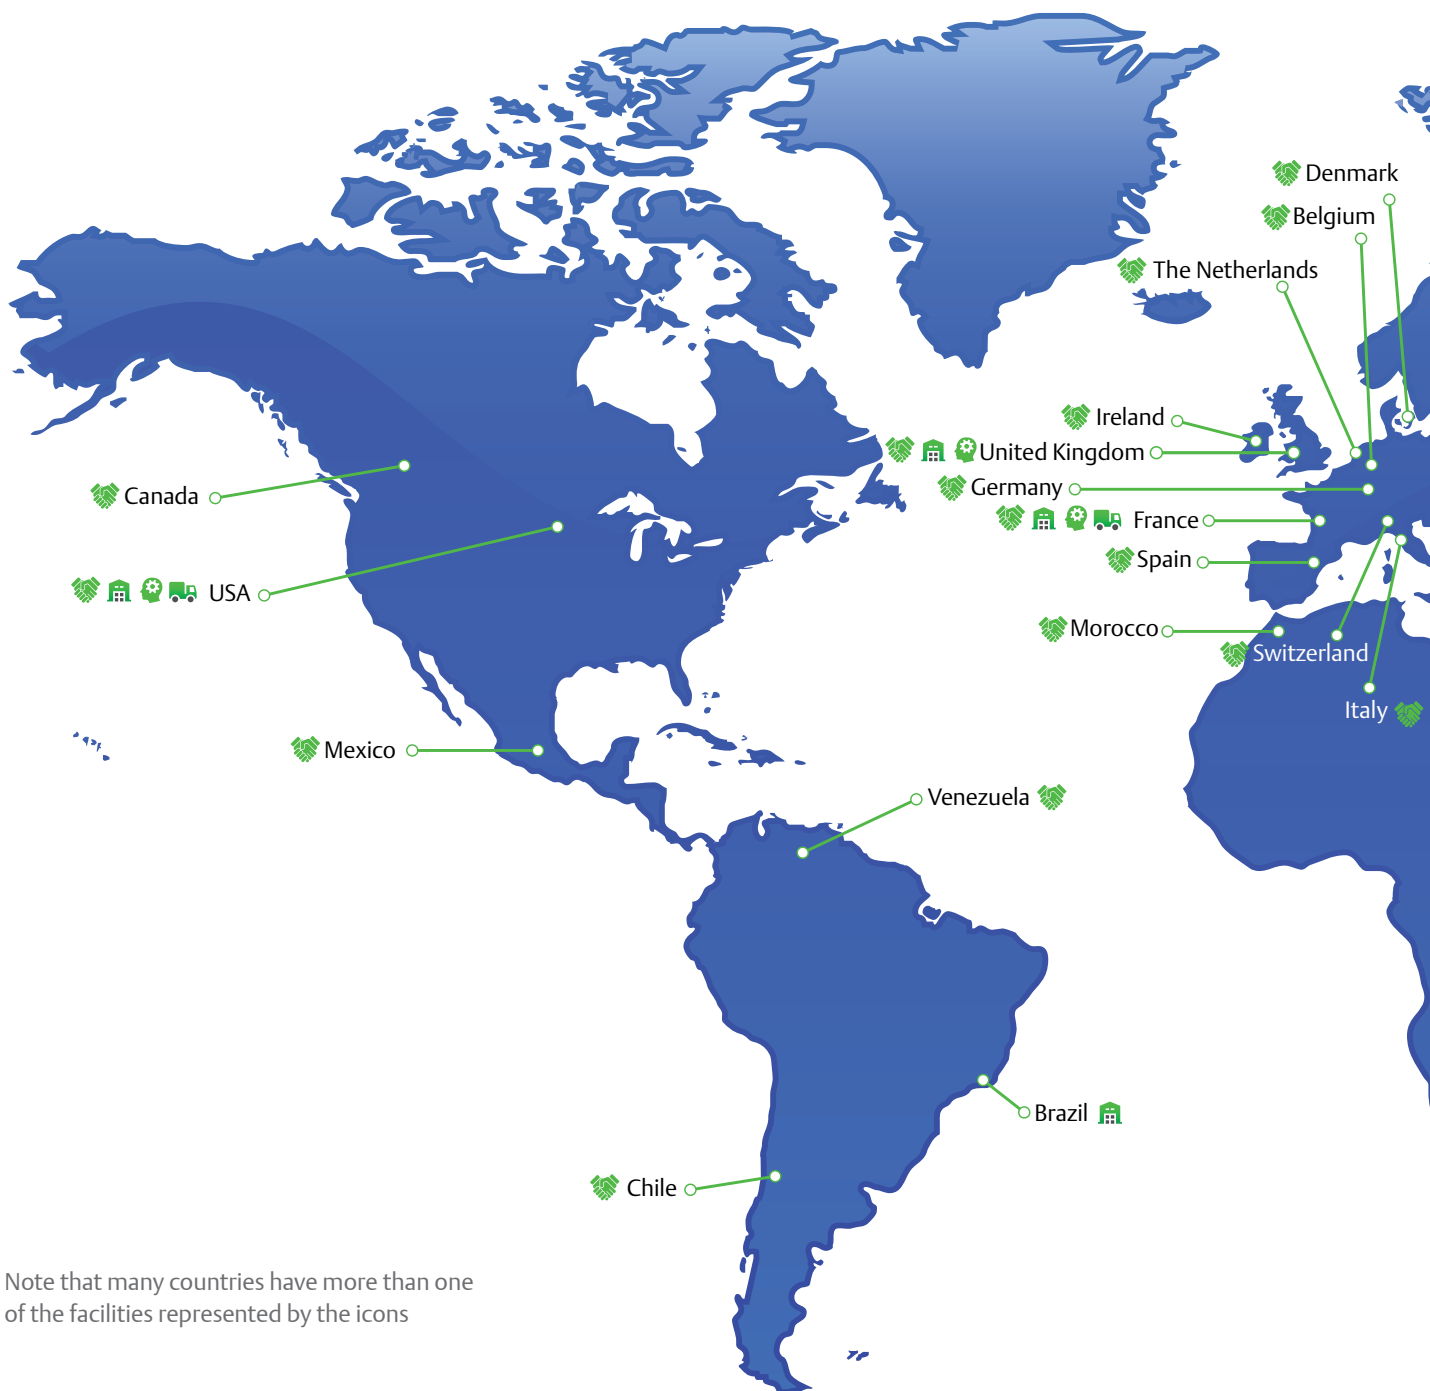 Denmark
Belgium
The Netherlands
Ireland
United Kingdom
Germany
France
Spain
Morocco
Switzerland
Italy
Canada
USA
Mexico
Venezuela
Brazil
Chile
Note that many countries have more than one
of the facilities represented by the icons